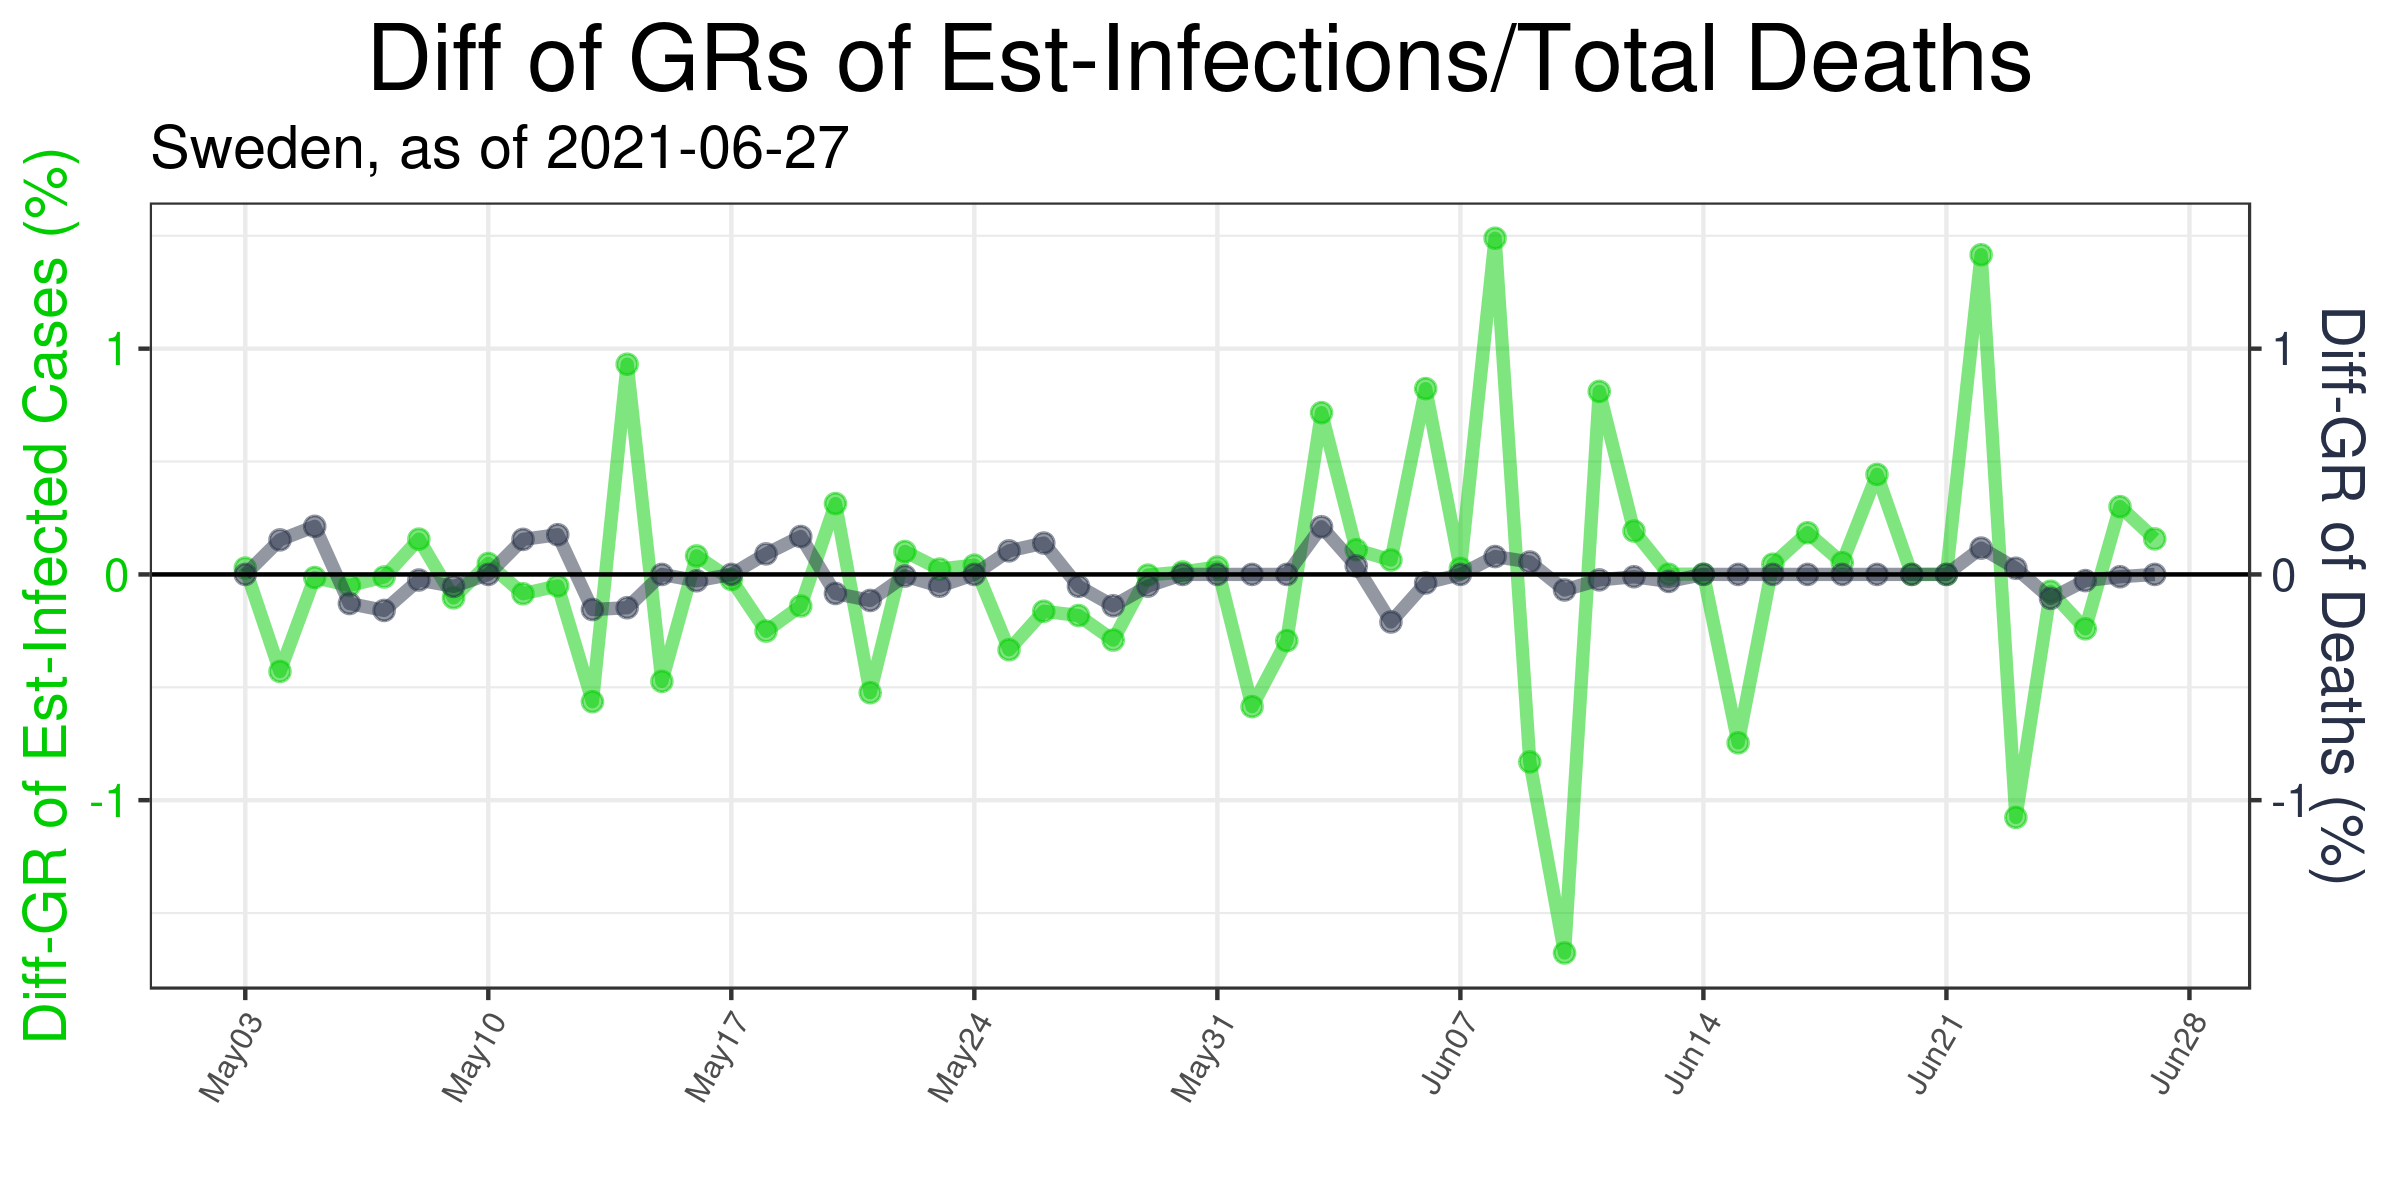 Diff of GRs of Est-Infections/Total Deaths
Sweden, as of 2021-06-27
Diff-GR of Est-Infected Cases (%)
1
0
-1
1
0
-1
Diff-GR of Deaths (%)
May03
May10
May17
May24
May31
Jun07
Jun14
Jun21
Jun28